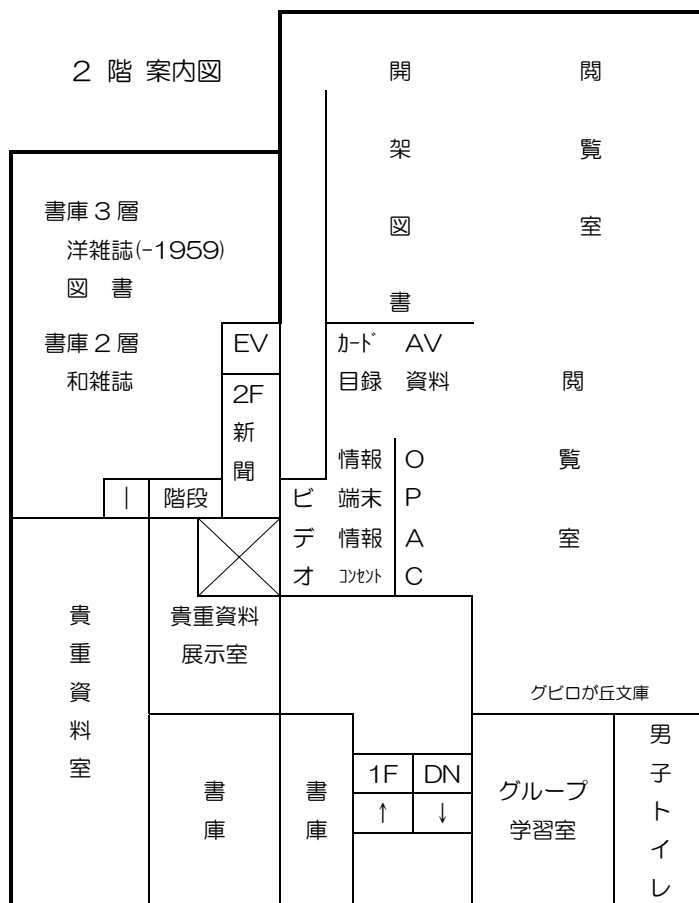 2 階 案内図
開架図書
閲覧室
書庫3層
洋雑誌(-1959)
図 書
書庫2層
和雑誌
EV
2F
新聞
｜
階段
ｶｰﾄﾞ
目録
AV
資料
閲覧室
情報
端末
情報
ｺﾝｾﾝﾄ
OPAC
ビデオ
貴重資料室
貴重資料
展示室
グビロが丘文庫
書庫
書庫
1F
DN
↑
↓
グループ
学習室
男子トイレ